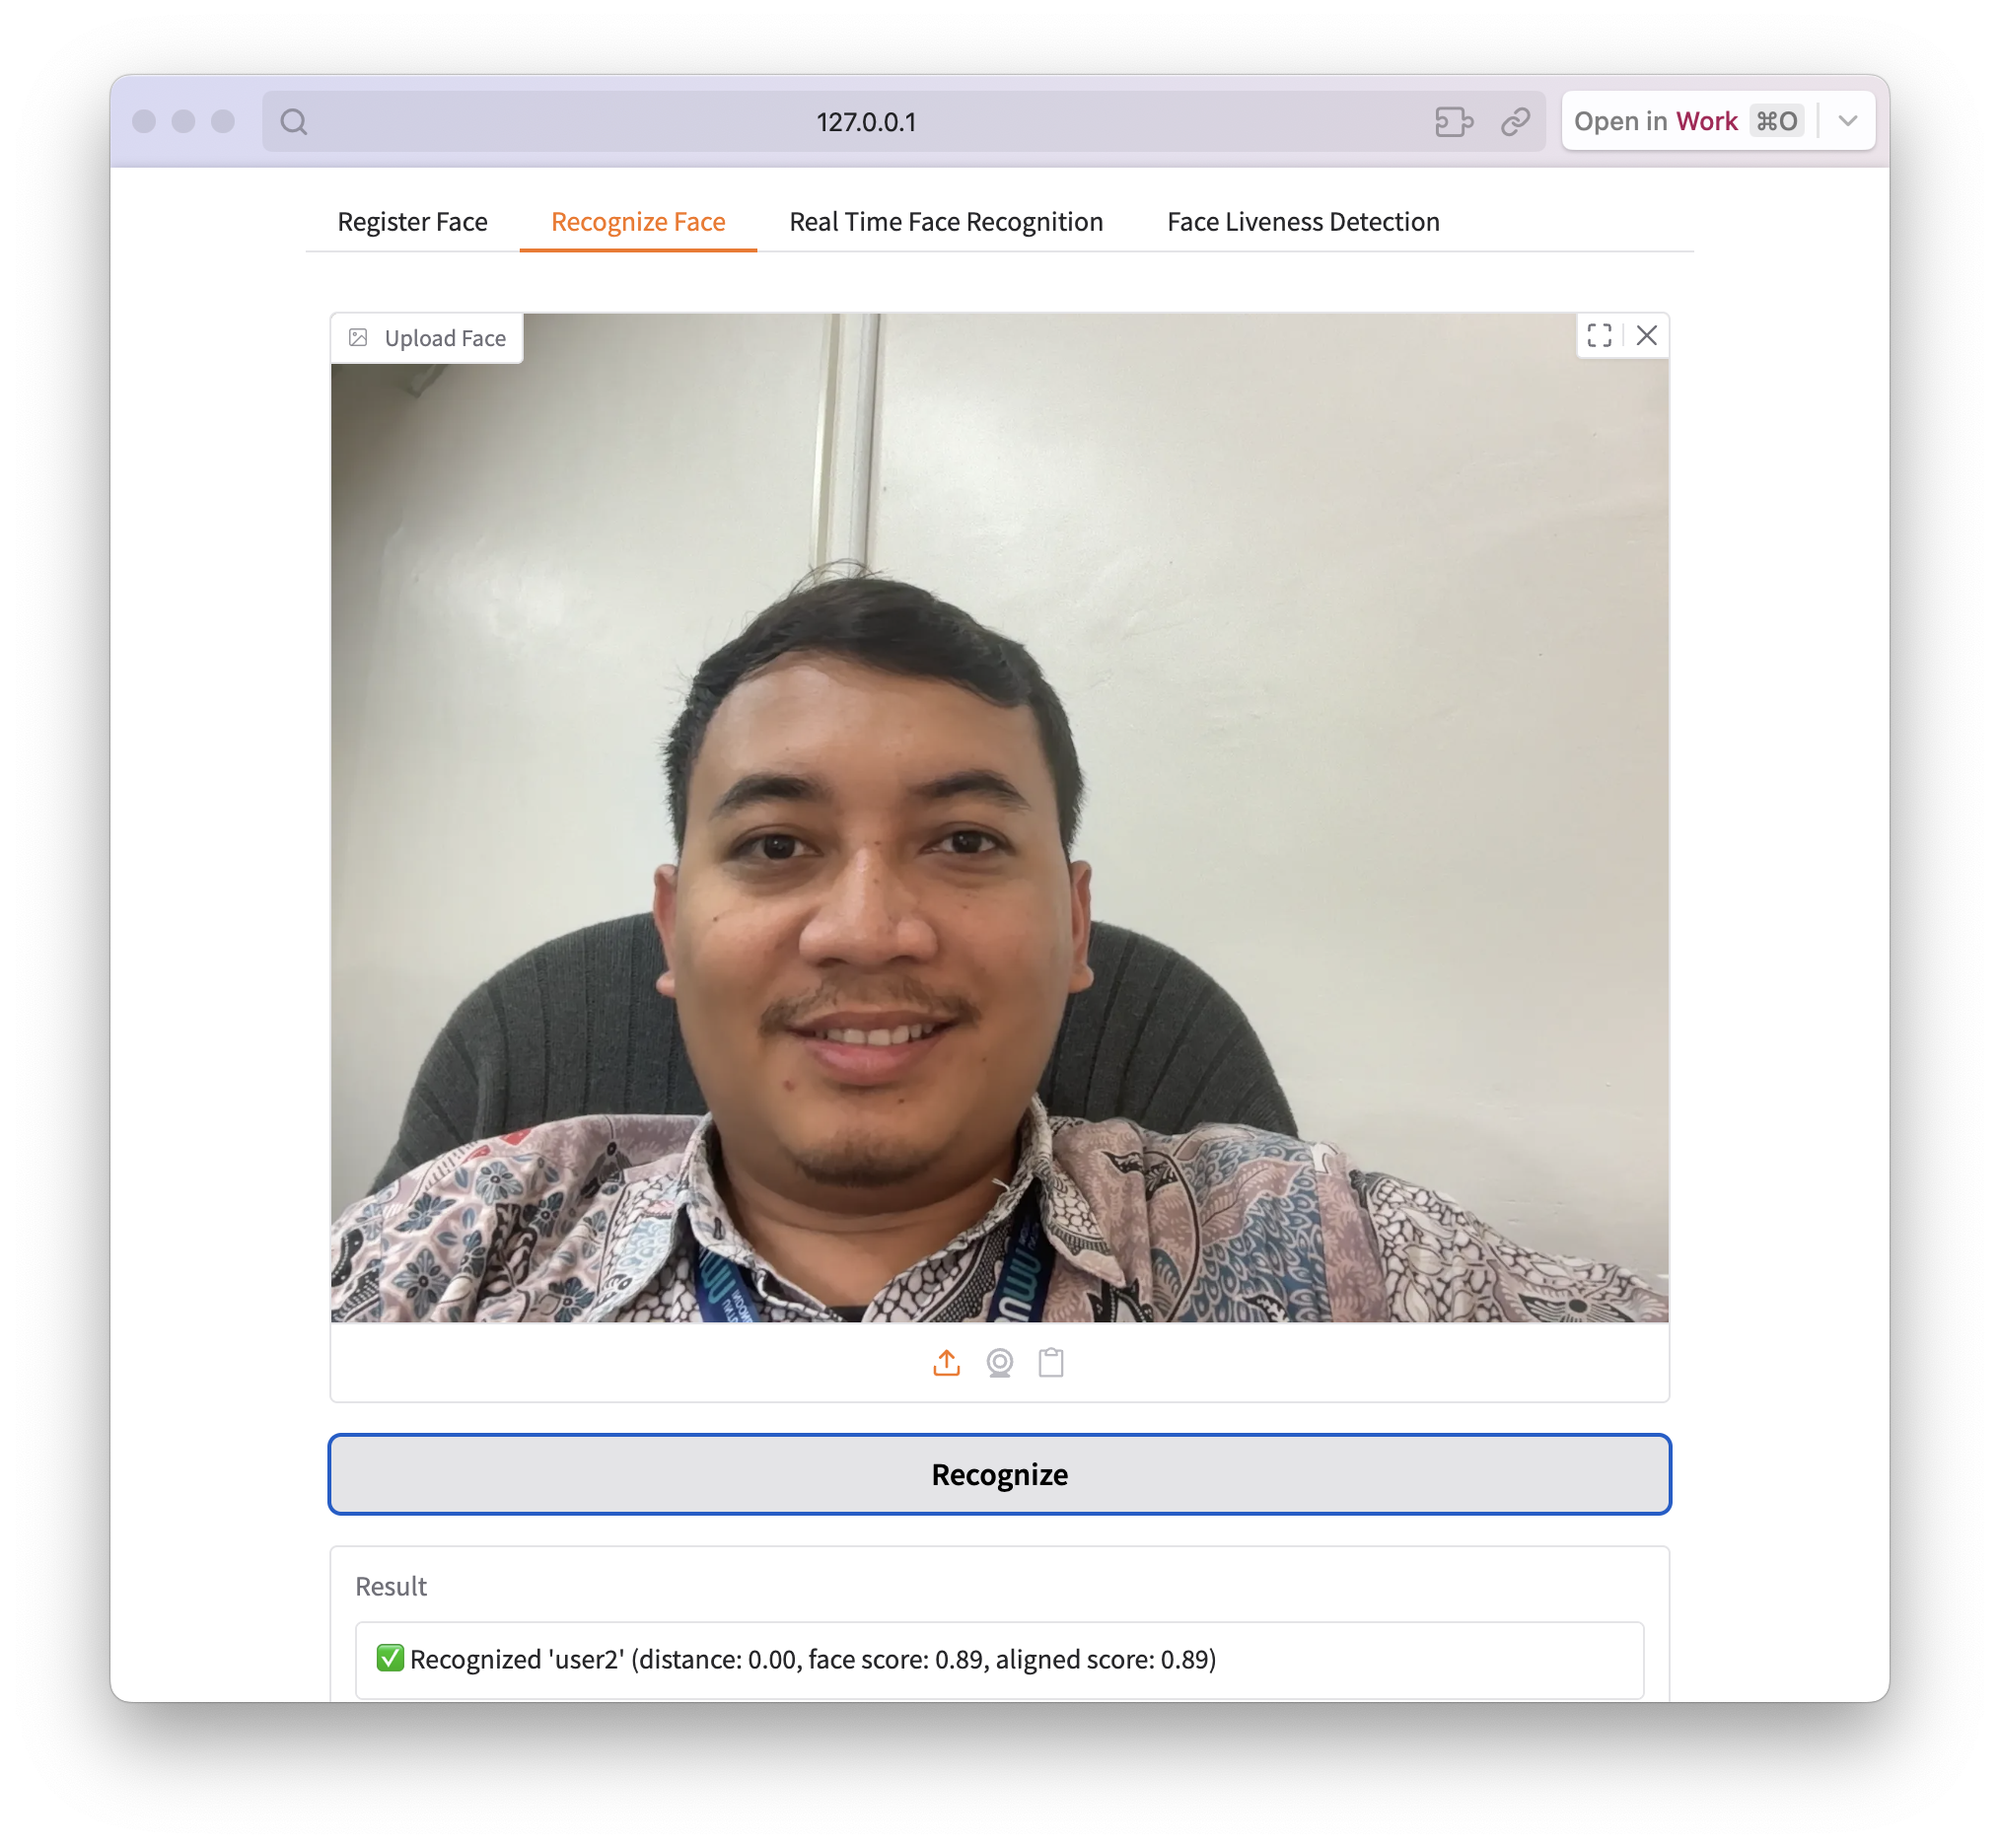 127.0.0.1
Open in Work ⌘O
Register Face Recognize Face Real Time Face Recognition Face Liveness Detection
Upload Face
Recognize
Result
✅ Recognized 'user2' (distance: 0.00, face score: 0.89, aligned score: 0.89)